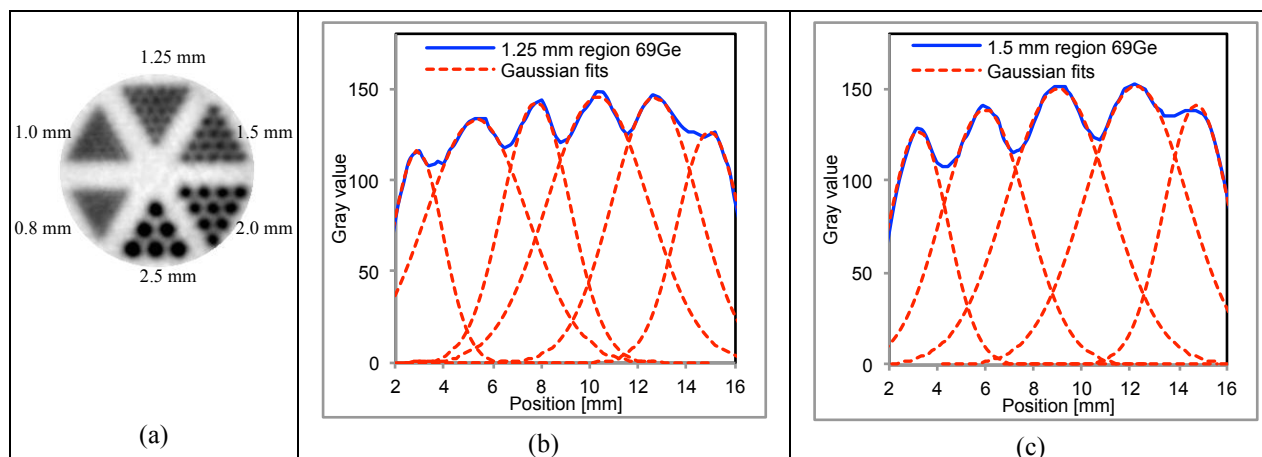 1.25 mm
1.0 mm
1.5 mm
0.8 mm
2.0 mm
2.5 mm
(a)
1.25 mm region 69Ge
Gaussian fits
150
100
50
0
Gray value
2 4 6 8 10 12 14 16
Position [mm]
(b)
1.5 mm region 69Ge
Gaussian fits
150
100
50
0
Gray value
2 4 6 8 10 12 14 16
Position [mm]
(c)